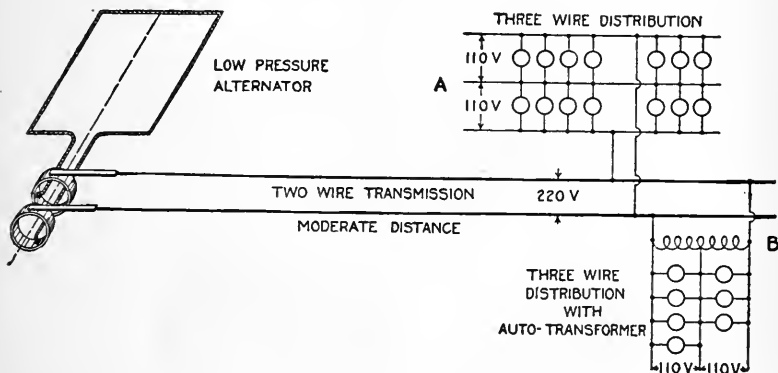 THREE WIRE DISTRIBUTION
LOW PRESSURE
ALTERNATOR
110 V
A
110 V
TWO WIRE TRANSMISSION
220 V
MODERATE DISTANCE
B
THREE WIRE
DISTRIBUTION
WITH
AUTO-TRANSFORMER
110 V 110 V